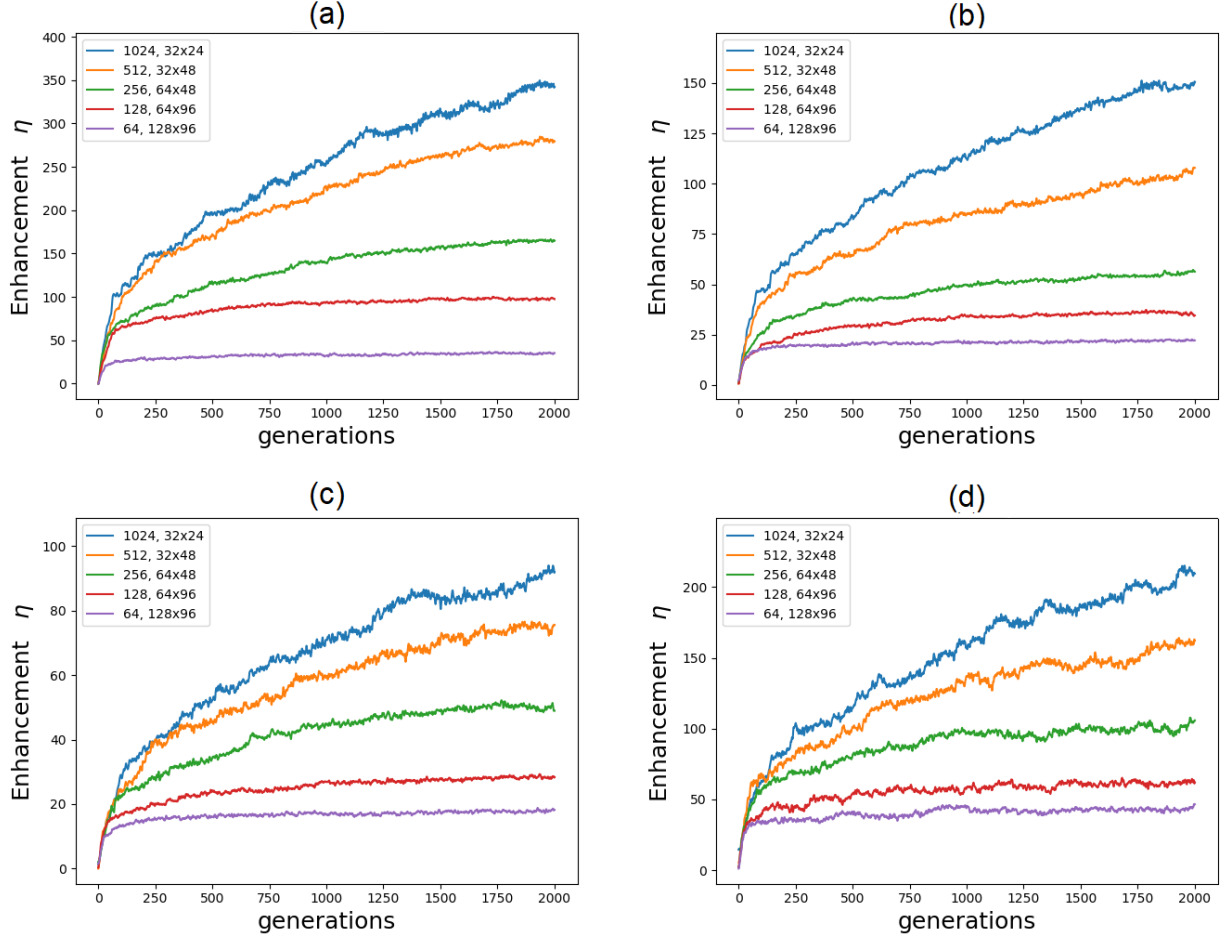 (a)
Enhancement η
400
350
300
250
200
150
100
50
0
1024, 32x24
512, 32x48
256, 64x48
128, 64x96
64, 128x96
0 250 500 750 1000 1250 1500 1750 2000
generations
(b)
Enhancement η
150
125
100
75
50
25
0
1024, 32x24
512, 32x48
256, 64x48
128, 64x96
64, 128x96
0 250 500 750 1000 1250 1500 1750 2000
generations
(c)
Enhancement η
100
80
60
40
20
0
1024, 32x24
512, 32x48
256, 64x48
128, 64x96
64, 128x96
0 250 500 750 1000 1250 1500 1750 2000
generations
(d)
Enhancement η
200
150
100
50
0
1024, 32x24
512, 32x48
256, 64x48
128, 64x96
64, 128x96
0 250 500 750 1000 1250 1500 1750 2000
generations